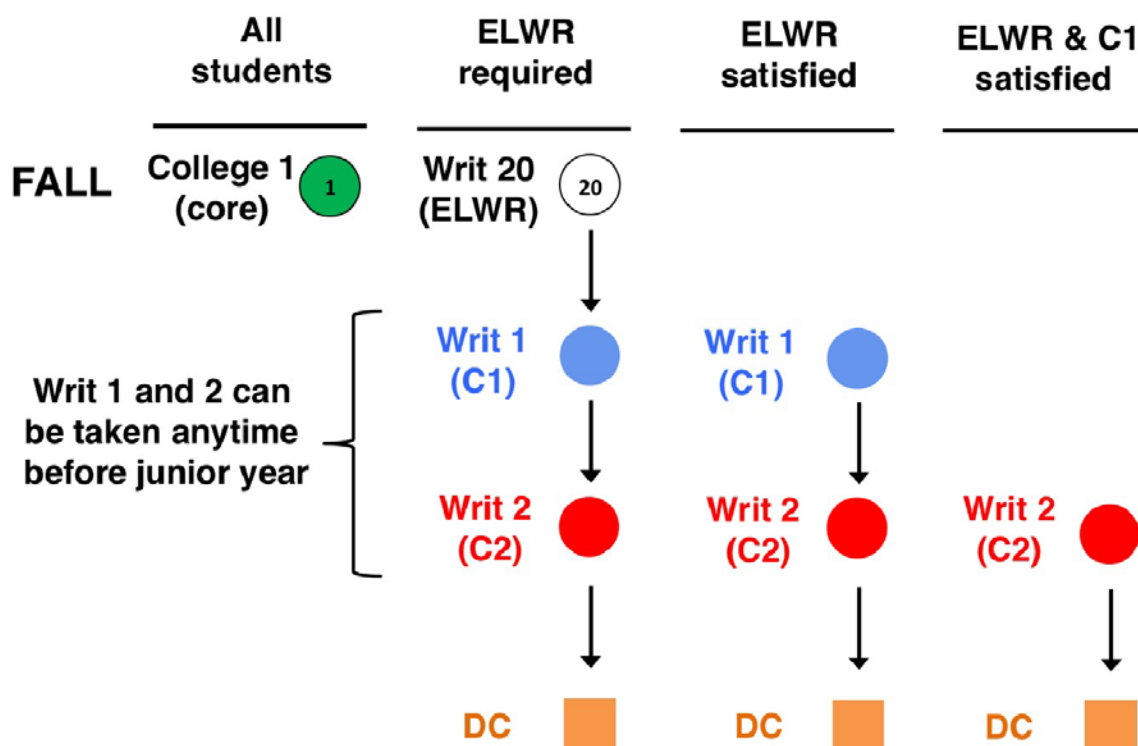 All
students
ELWR
required
ELWR
satisfied
ELWR & C1
satisfied
FALL
College 1
(core)
1
Writ 20
(ELWR)
20
Writ 1 and 2 can
be taken anytime
before junior year
Writ 1
(C1)
Writ 1
(C1)
Writ 2
(C2)
Writ 2
(C2)
Writ 2
(C2)
DC
DC
DC